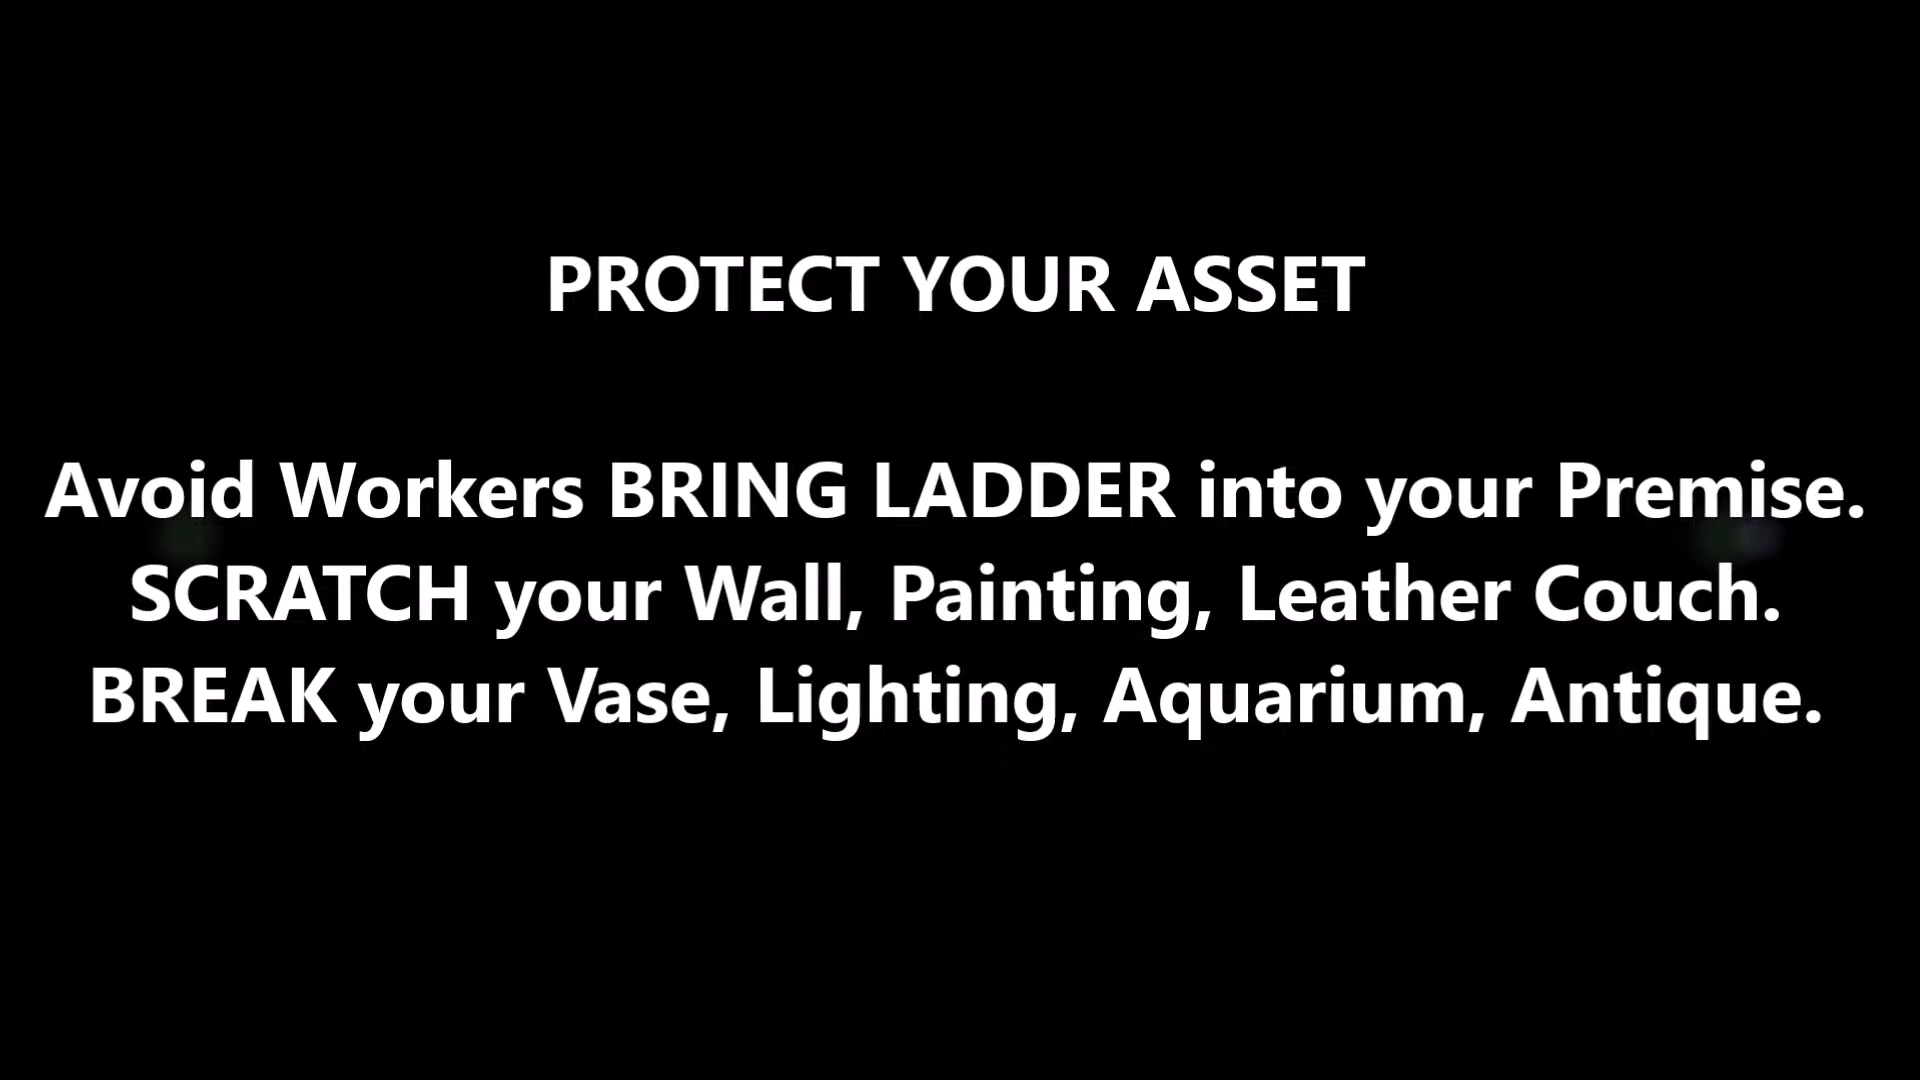 PROTECT YOUR ASSET
Avoid Workers BRING LADDER into your Premise.
SCRATCH your Wall, Painting, Leather Couch.
BREAK your Vase, Lighting, Aquarium, Antique.